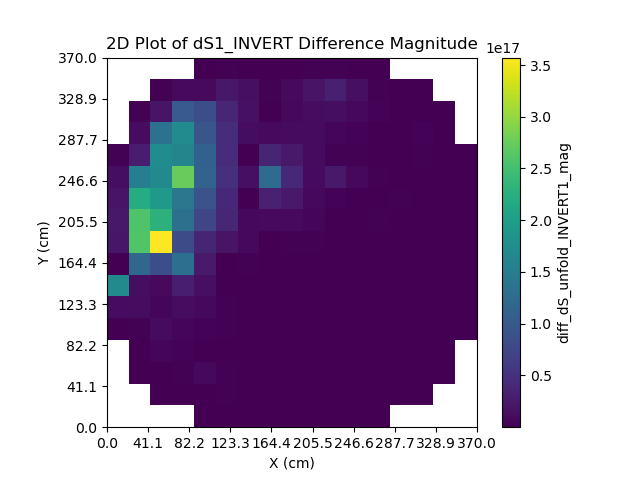 2D Plot of dS1_INVERT Difference Magnitude
1e17
370.0
328.9
287.7
246.6
205.5
164.4
123.3
82.2
41.1
0.0
Y (cm)
0.0 41.1 82.2 123.3 164.4 205.5 246.6 287.7 328.9 370.0
X (cm)
3.5
3.0
2.5
2.0
1.5
1.0
0.5
diff_dS_unfold_INVERT1_mag